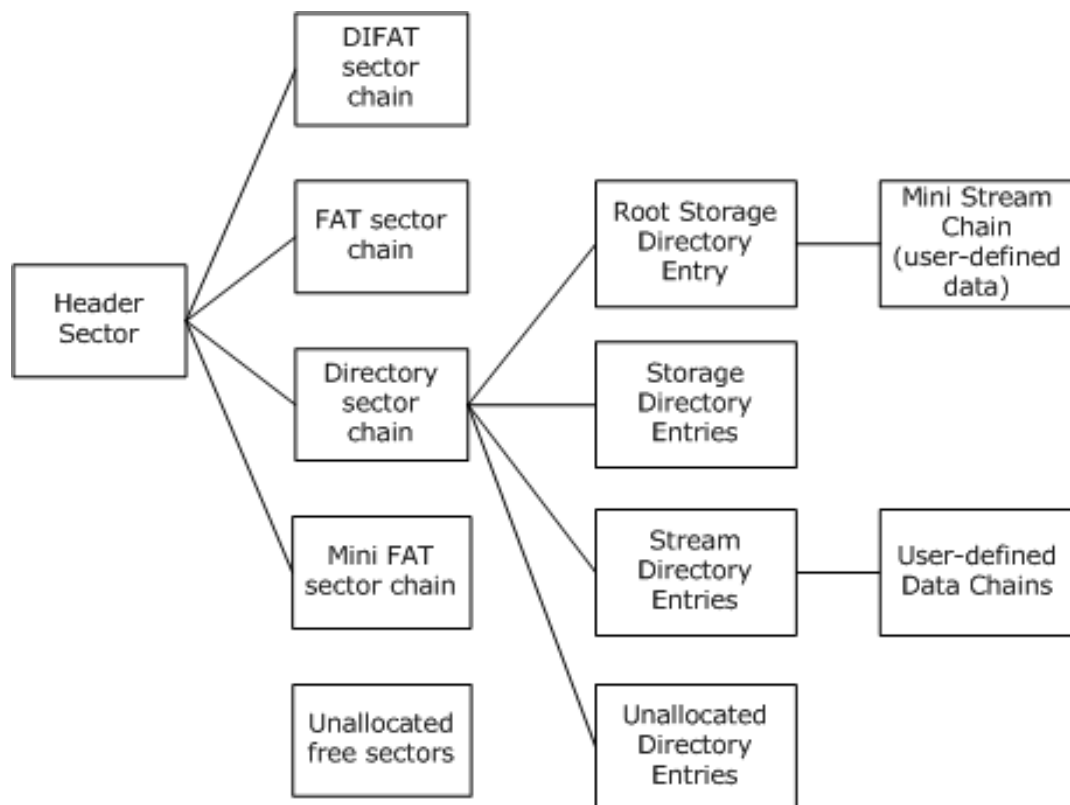 DIFAT
sector
chain
FAT sector
chain
Root Storage
Directory
Entry
Mini Stream
Chain
(user-defined
data)
Header
Sector
Directory
sector
chain
Storage
Directory
Entries
Mini FAT
sector chain
Stream
Directory
Entries
User-defined
Data Chains
Unallocated
free sectors
Unallocated
Directory
Entries